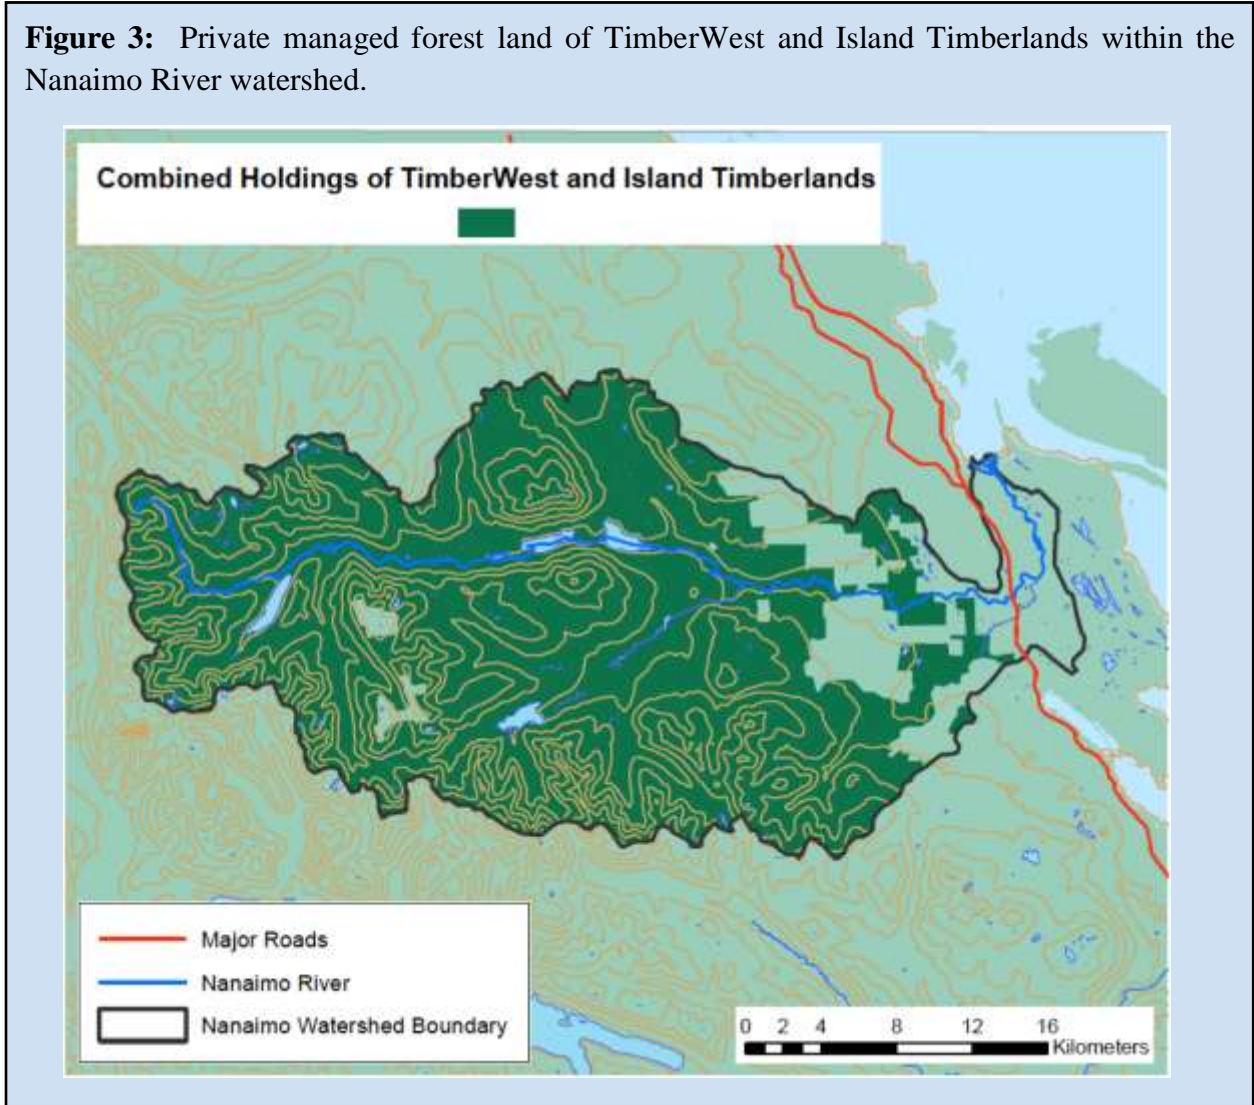 Figure 3: Private managed forest land of TimberWest and Island Timberlands within the
Nanaimo River watershed.
Combined Holdings of TimberWest and Island Timberlands
Major Roads
Nanaimo River
Nanaimo Watershed Boundary
0 2 4 8 12 16
Kilometers